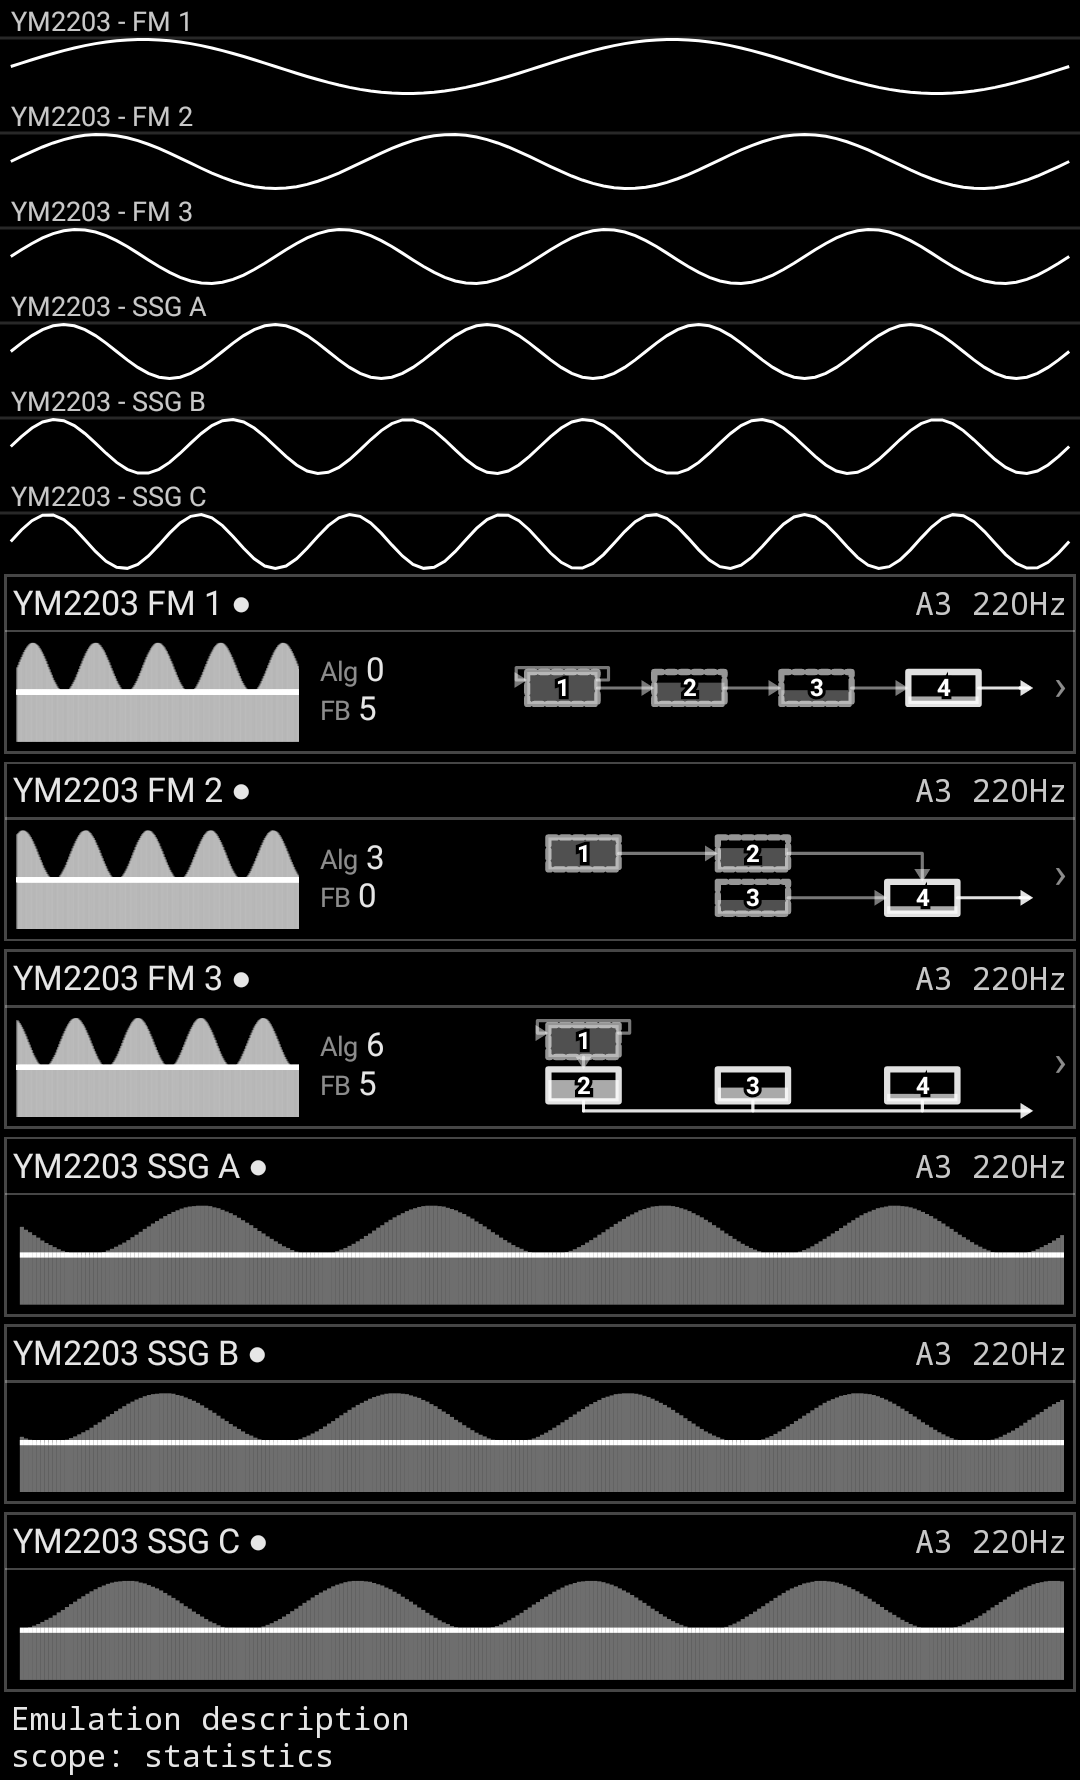 YM2203 - FM 1
YM2203 - FM 2
YM2203 - FM 3
YM2203 - SSG A
YM2203 - SSG B
YM2203 - SSG C
YM2203 FM 1 ● A3 220Hz
Alg 0
FB 5
1 2 3 4
YM2203 FM 2 ● A3 220Hz
Alg 3
FB 0
1 2
3 4
YM2203 FM 3 ● A3 220Hz
Alg 6
FB 5
1
2 3 4
YM2203 SSG A ● A3 220Hz
YM2203 SSG B ● A3 220Hz
YM2203 SSG C ● A3 220Hz
Emulation description
scope: statistics